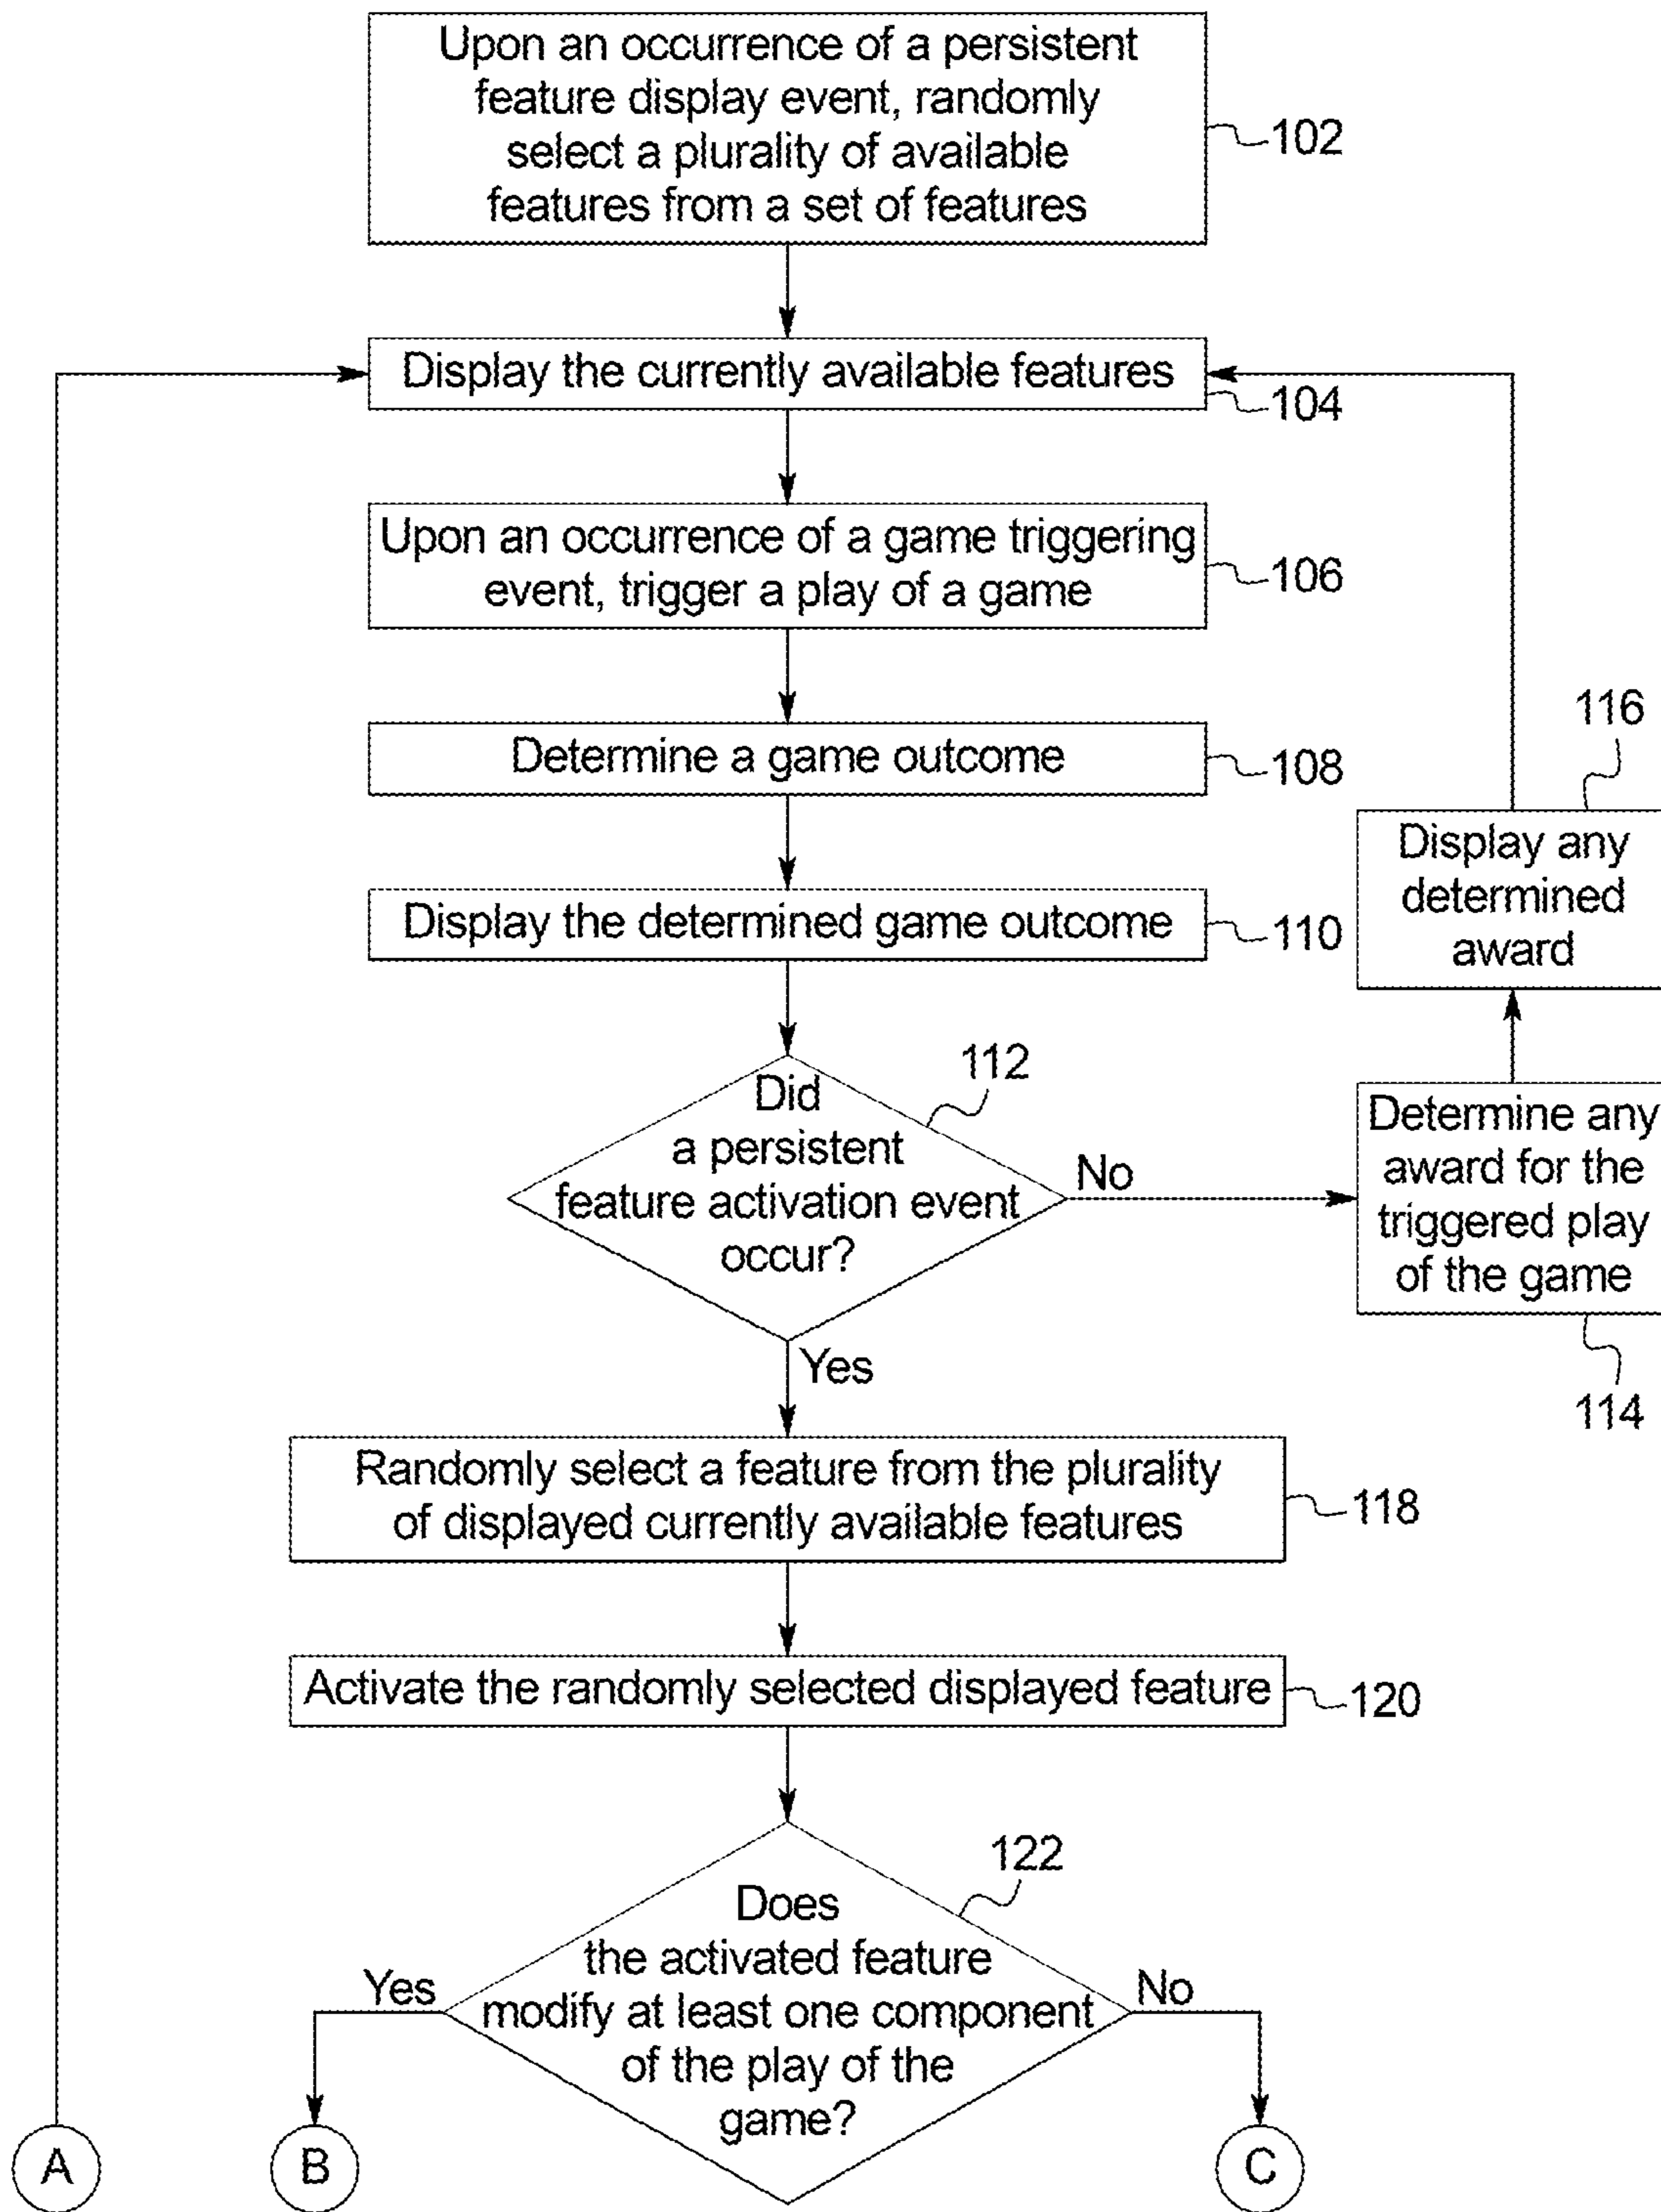 Upon an occurrence of a persistent
feature display event, randomly
select a plurality of available
features from a set of features
102
Display the currently available features
104
Upon an occurrence of a game triggering
event, trigger a play of a game
106
Determine a game outcome
108
Display the determined game outcome
110
116
Display any
determined
award
Did
a persistent
feature activation event
occur?
112
No
Determine any
award for the
triggered play
of the game
114
Yes
Randomly select a feature from the plurality
of displayed currently available features
118
Activate the randomly selected displayed feature
120
Does
the activated feature
modify at least one component
of the play of the
game?
122
Yes
No
A
B
C